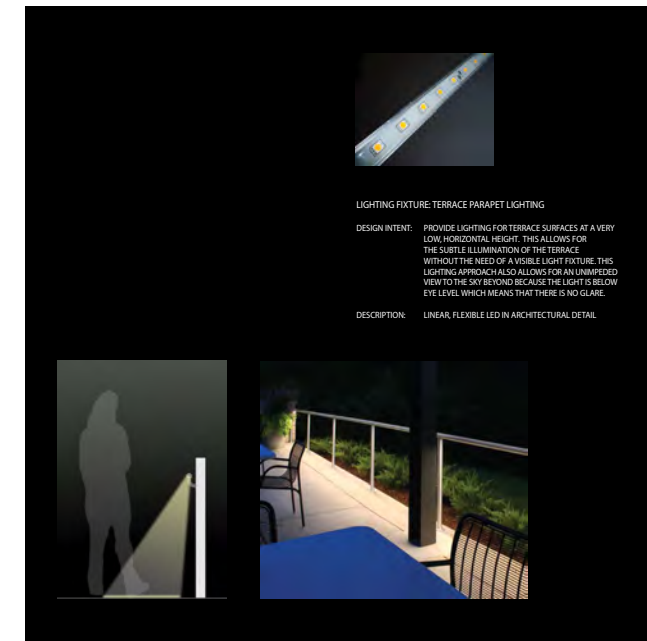 LIGHTING FIXTURE: TERRACE PARAPET LIGHTING
DESIGN INTENT: PROVIDE LIGHTING FOR TERRACE SURFACES AT A VERY
LOW, HORIZONTAL HEIGHT. THIS ALLOWS FOR
THE SUBTLE ILLUMINATION OF THE TERRACE
WITHOUT THE NEED OF A VISIBLE LIGHT FIXTURE. THIS
LIGHTING APPROACH ALSO ALLOWS FOR AN UNIMPEDED
VIEW TO THE SKY BEYOND BECAUSE THE LIGHT IS BELOW
EYE LEVEL WHICH MEANS THAT THERE IS NO GLARE.
DESCRIPTION: LINEAR, FLEXIBLE LED IN ARCHITECTURAL DETAIL